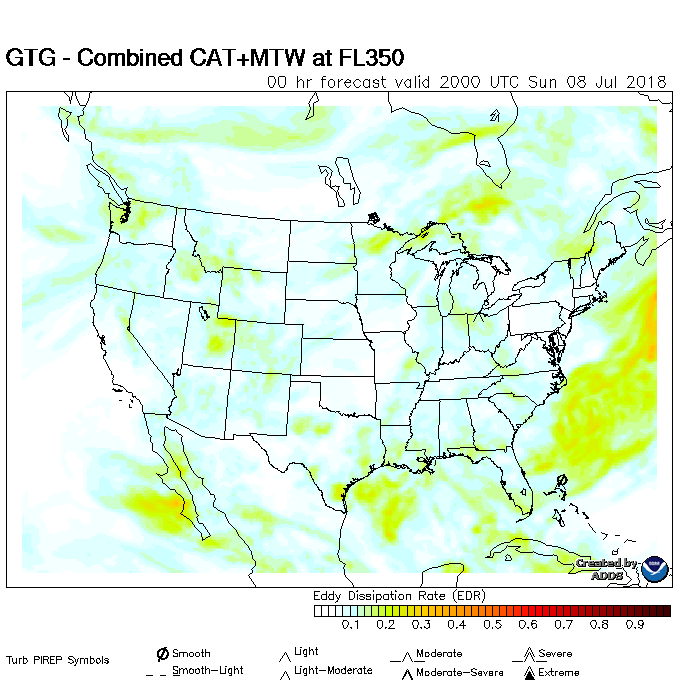 GTG - Combined CAT+MTW at FL350
00 hr forecast valid 2000 UTC Sun 08 Jul 2018
Created by
ADDS
Eddy Dissipation Rate (EDR)
0.1 0.2 0.3 0.4 0.5 0.6 0.7 0.8 0.9
Turb PIREP Symbols
Smooth Light Moderate Severe
Smooth-Light Light-Moderate Moderate-Severe Extreme